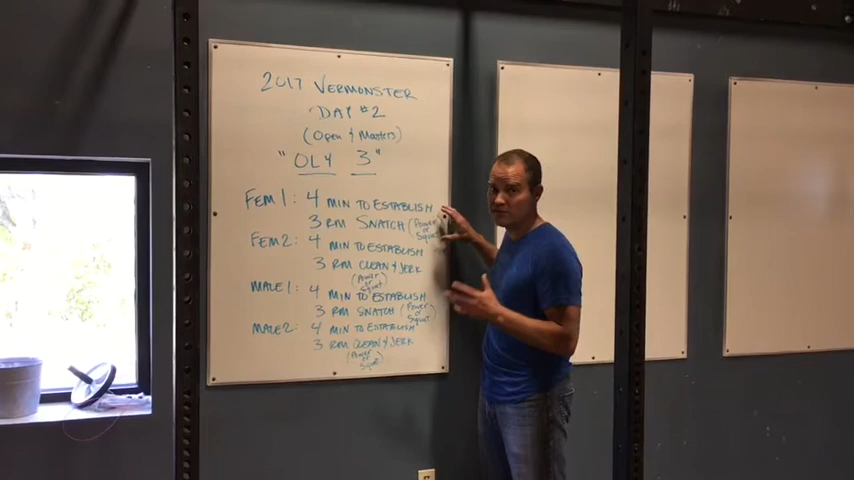 2017 VERMONSTER
DAY #2
(Open & Masters)
"OLY 3"
FEM 1: 4 MIN TO ESTABLISH
3 RM SNATCH (Power or Squat)
FEM 2: 4 MIN TO ESTABLISH
3 RM CLEAN & JERK
(Power or Squat)
MALE 1: 4 MIN TO ESTABLISH
3 RM SNATCH (Power or Squat)
MALE 2: 4 MIN TO ESTABLISH
3 RM CLEAN & JERK
(Power or Squat)